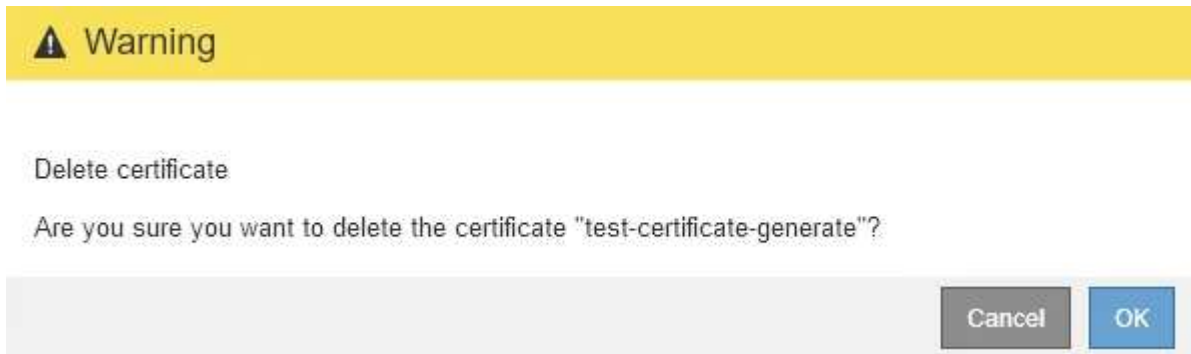 Warning
Delete certificate
Are you sure you want to delete the certificate "test-certificate-generate"?
Cancel OK